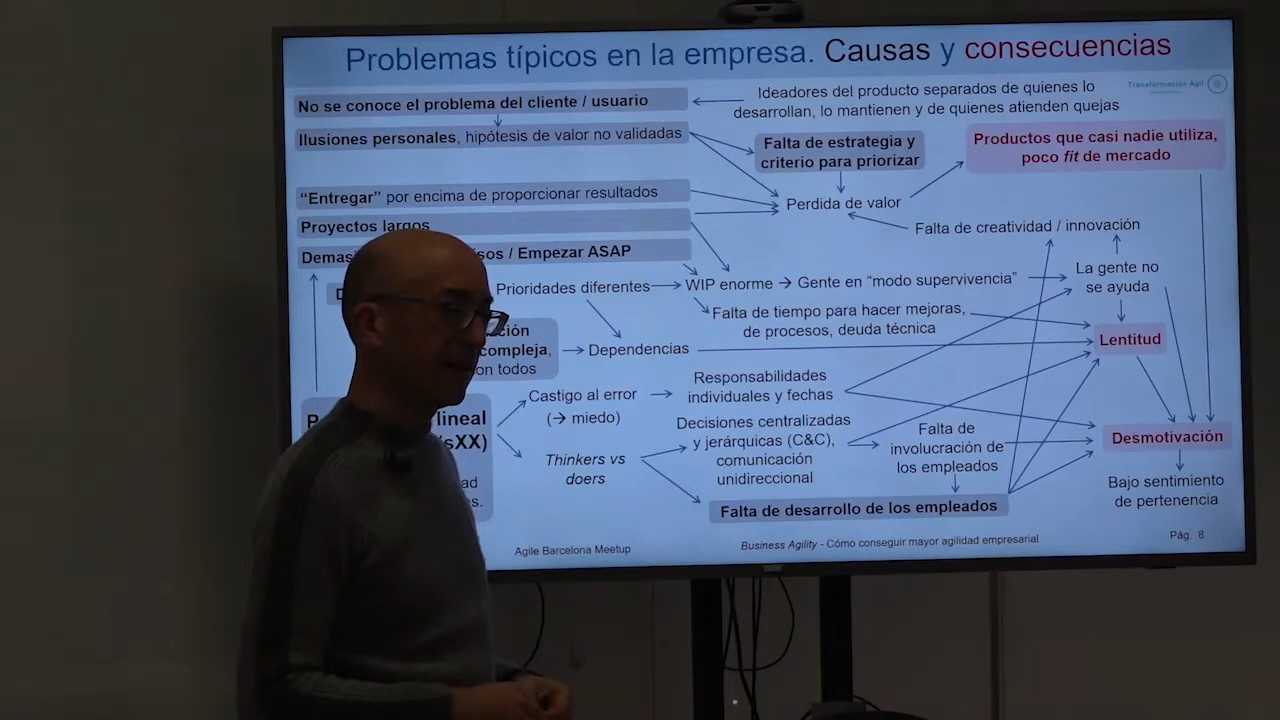 Problemas típicos en la empresa. Causas y consecuencias
Transformación Agil
No se conoce el problema del cliente / usuario
Ideadores del producto separados de quienes lo
desarrollan, lo mantienen y de quienes atienden quejas
Ilusiones personales, hipótesis de valor no validadas
Falta de estrategia y
criterio para priorizar
Productos que casi nadie utiliza,
poco fit de mercado
“Entregar” por encima de proporcionar resultados
Perdida de valor
Proyectos largos
Falta de creatividad / innovación
/ Empezar ASAP
Prioridades diferentes
WIP enorme → Gente en “modo supervivencia”
La gente no
se ayuda
Falta de tiempo para hacer mejoras,
de procesos, deuda técnica
compleja,
on todos
Dependencias
Lentitud
lineal
sXX)
Castigo al error
(→ miedo)
Responsabilidades
individuales y fechas
Thinkers vs
doers
Decisiones centralizadas
y jerárquicas (C&C),
comunicación
unidireccional
Falta de
involucración de
los empleados
Desmotivación
Falta de desarrollo de los empleados
Bajo sentimiento
de pertenencia
Agile Barcelona Meetup
Business Agility - Cómo conseguir mayor agilidad empresarial
Pág. 8